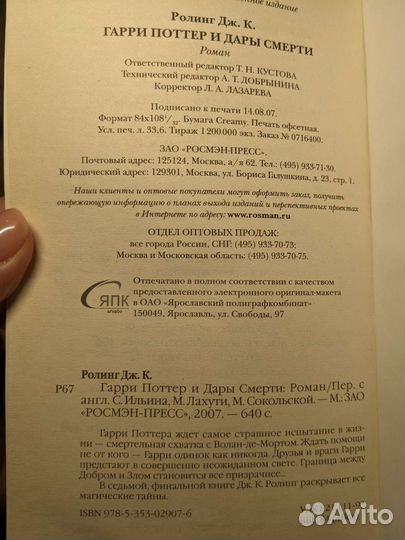 нное издание
Ролинг Дж. К.
ГАРРИ ПОТТЕР И ДАРЫ СМЕРТИ
Роман
Ответственный редактор Т. Н. КУСТОВА
Технический редактор А. Т. ДОБРЫНИНА
Корректор Л. А. ЛАЗАРЕВА
Подписано к печати 14.08.07.
Формат 84х108¹/₃₂. Бумага Creamy. Печать офсетная.
Усл. печ. л. 33,6. Тираж 1 200 000 экз. Заказ № 0716400.
ЗАО «РОСМЭН-ПРЕСС».
Почтовый адрес: 125124, Москва, а/я 62. Тел.: (495) 933-71-30.
Юридический адрес: 129301, Москва, ул. Бориса Галушкина, д. 23, стр. 1.
Наши клиенты и оптовые покупатели могут оформить заказ, получить
опережающую информацию о планах выхода изданий и перспективных проектах
в Интернете по адресу: www.rosman.ru
ОТДЕЛ ОПТОВЫХ ПРОДАЖ:
все города России, СНГ: (495) 933-70-73;
Москва и Московская область: (495) 933-70-75.
ЯПК
arvato
Отпечатано в полном соответствии с качеством
предоставленного электронного оригинал-макета
в ОАО «Ярославский полиграфкомбинат»
150049, Ярославль, ул. Свободы, 97
Ролинг Дж. К.
Р67 Гарри Поттер и Дары Смерти: Роман/Пер. с
англ. С. Ильина, М. Лахути, М. Сокольской. — М.: ЗАО
«РОСМЭН-ПРЕСС», 2007. — 640 с.
Гарри Поттера ждет самое страшное испытание в жиз-
ни — смертельная схватка с Волан-де-Мортом. Ждать помощи
не от кого — Гарри одинок как никогда. Друзья и враги Гарри
предстают в совершенно неожиданном свете. Граница между
Добром и Злом становится все призрачнее...
В седьмой, финальной книге Дж. К. Ролинг раскрывает все
магические тайны.
ISBN 978-5-353-02907-6
Avito